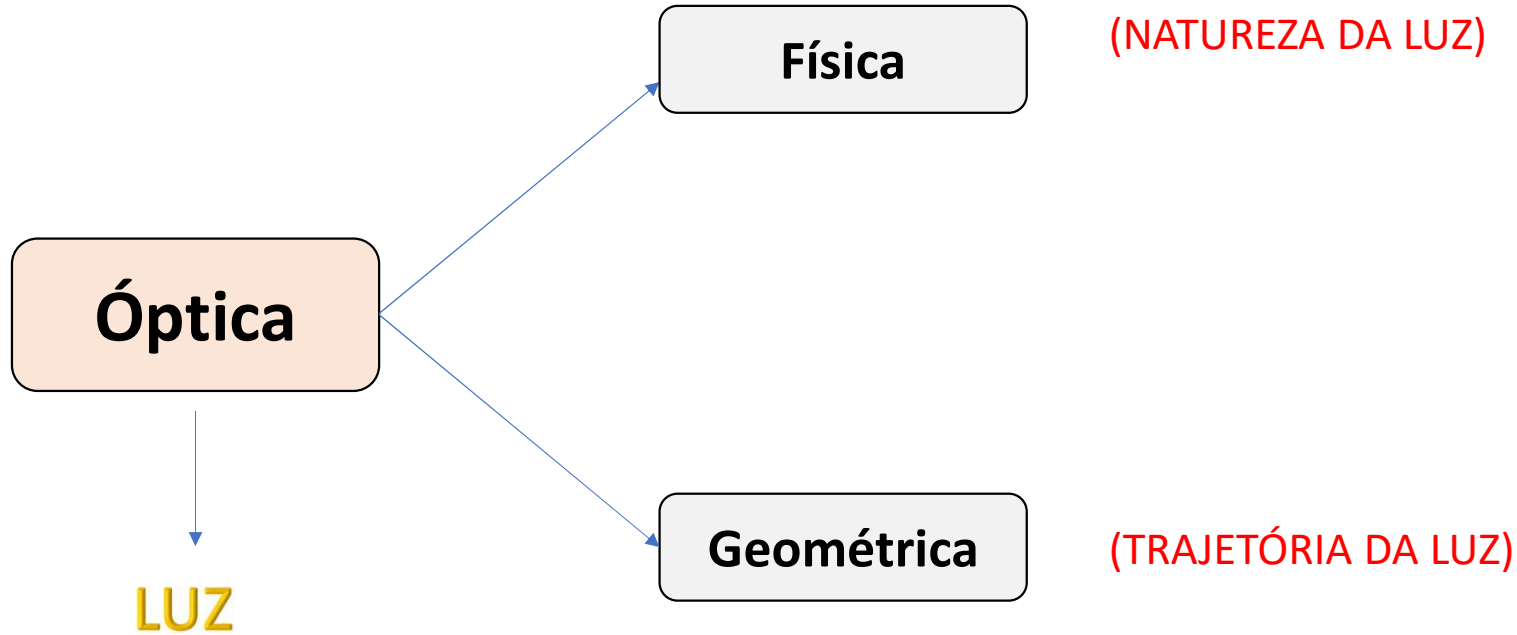 Física
(NATUREZA DA LUZ)
Óptica
Geométrica
(TRAJETÓRIA DA LUZ)
LUZ